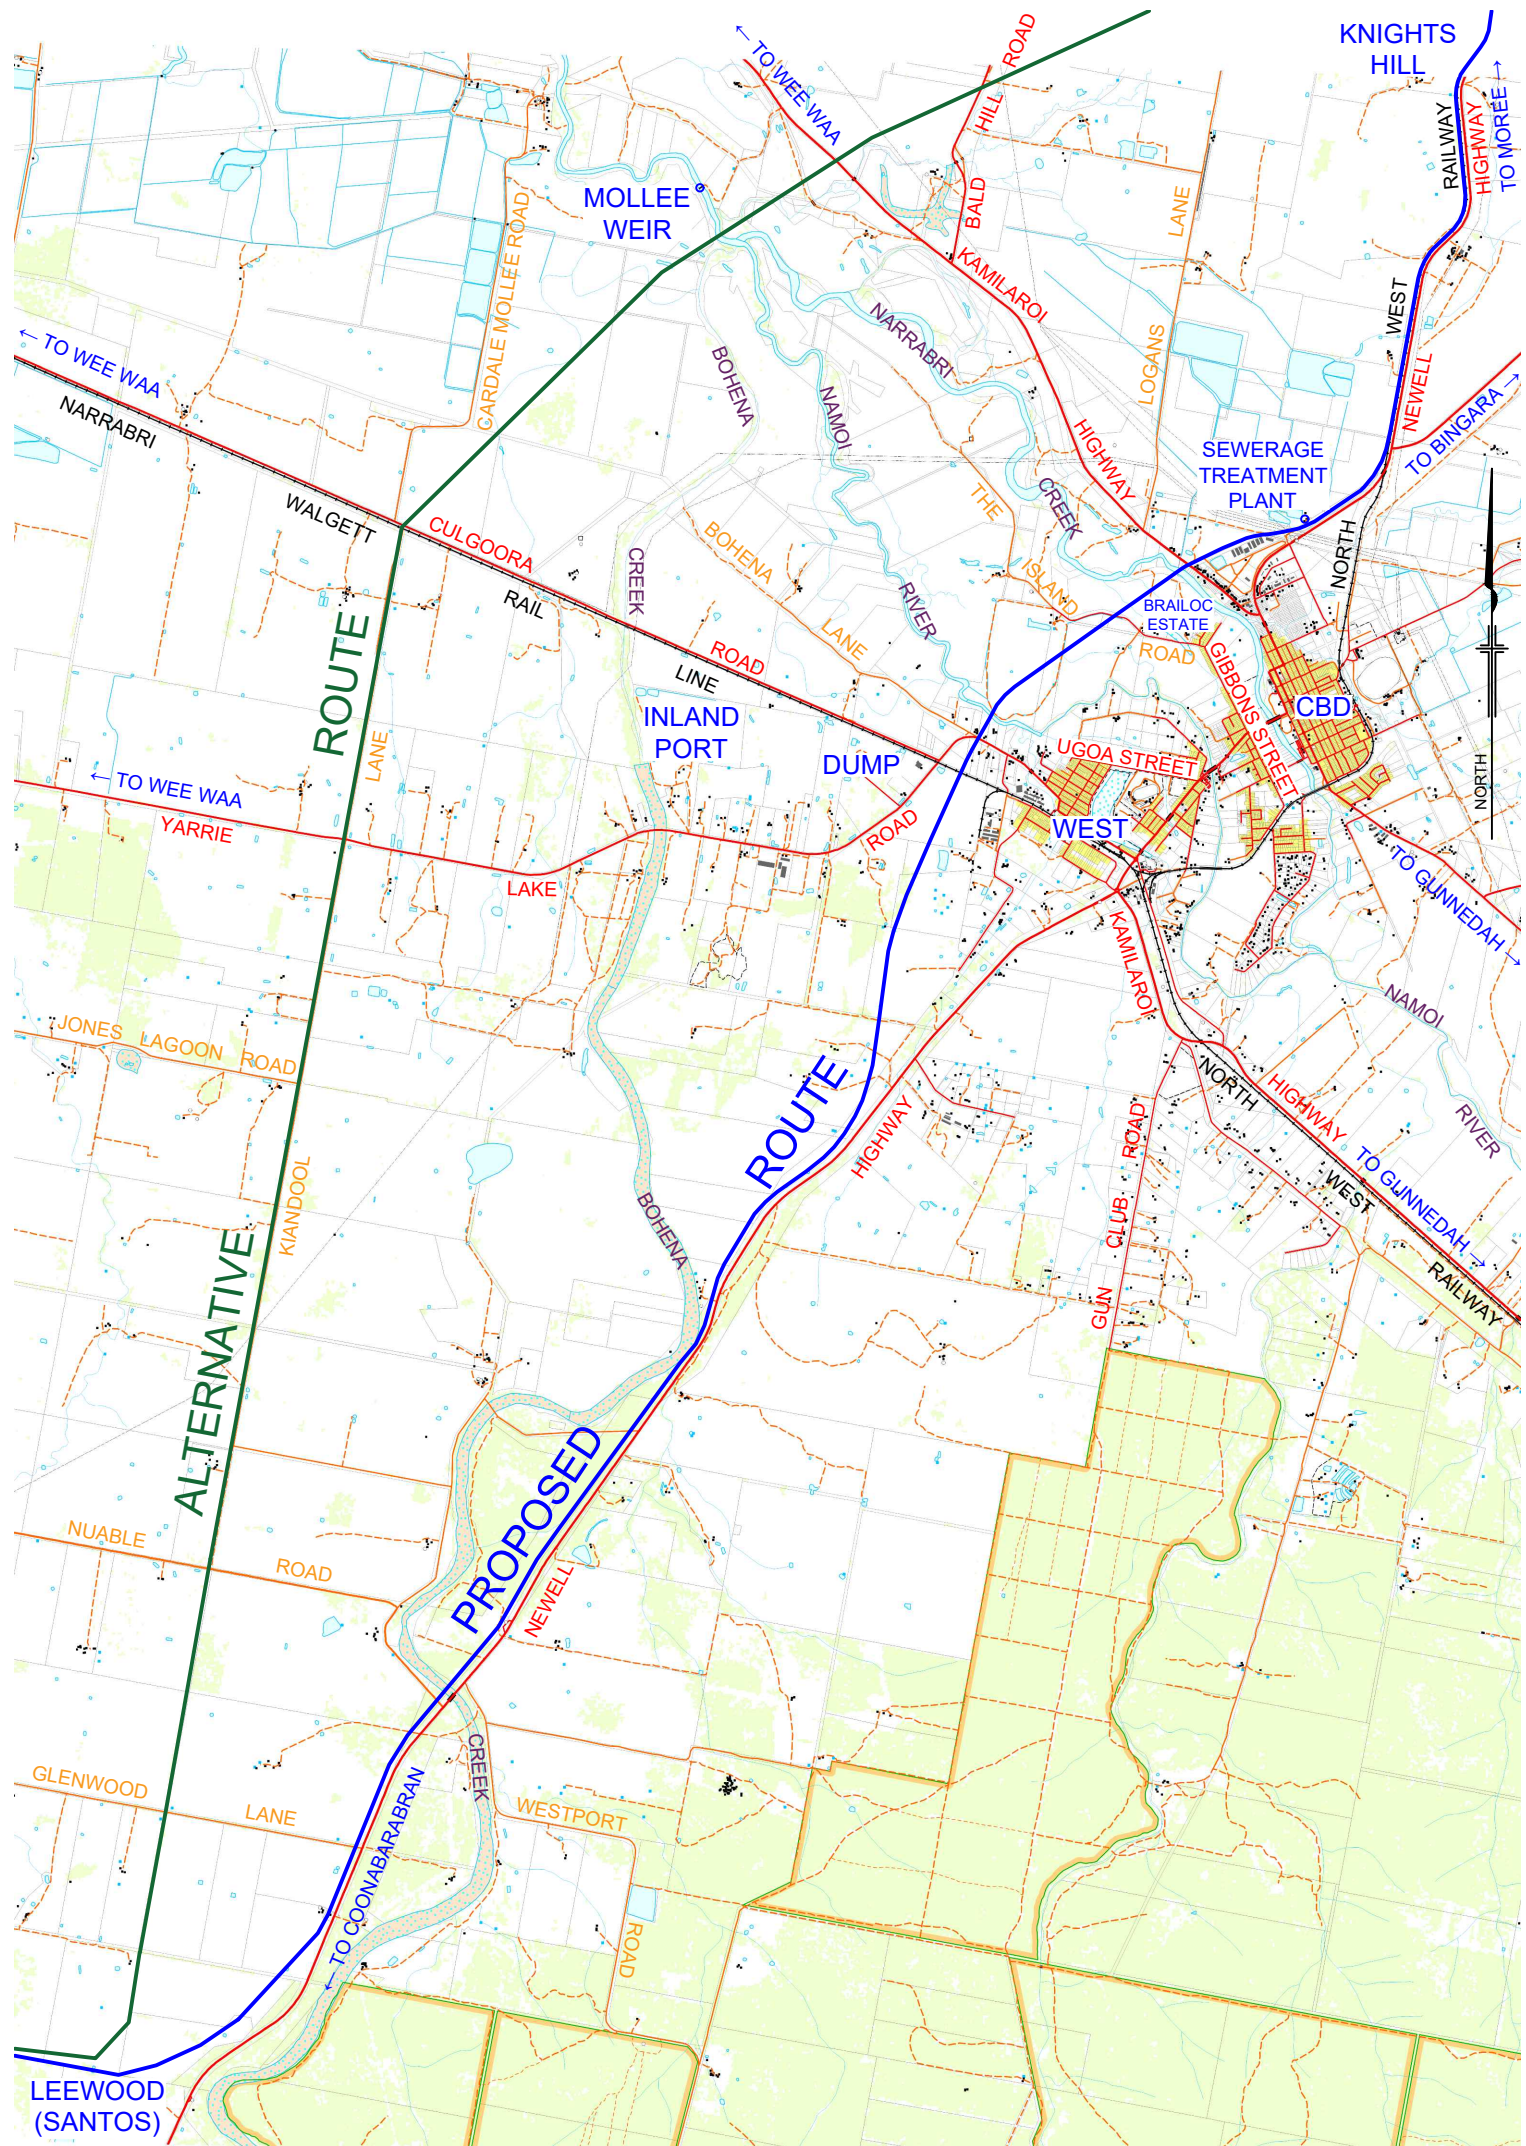 ← TO WEE WAA
BALD HILL ROAD
KNIGHTS
HILL
RAILWAY
HIGHWAY
TO MOREE →
MOLLEE
WEIR
CARDALE MOLLEE ROAD
KAMILAROI
LOGANS LANE
NARRABRI
WEST
← TO WEE WAA
NARRABRI
BOHENA
NAMOI
NEWELL
TO BINGARA →
HIGHWAY
SEWERAGE
TREATMENT
PLANT
CREEK
THE
WALGETT
CULGOORA
RAIL
CREEK
BOHENA
LANE
RIVER
ISLAND
ROAD
BRAILOC
ESTATE
NORTH
ROUTE
ROAD
LINE
GIBBONS STREET
CBD
INLAND
PORT
DUMP
UGOA STREET
NORTH
LANE
← TO WEE WAA
YARRIE
LAKE
ROAD
WEST
TO GUNNEDAH →
KAMILAROI
NAMOI
JONES LAGOON ROAD
ROUTE
HIGHWAY
NORTH
HIGHWAY
RIVER
ROAD
TO GUNNEDAH →
WEST
RAILWAY
CLUB
GUN
KIANDOOL
BOHENA
ALTERNATIVE
PROPOSED
NUABLE
ROAD
NEWELL
CREEK
GLENWOOD
LANE
← TO COONABARABRAN
WESTPORT
ROAD
LEEWOOD
(SANTOS)